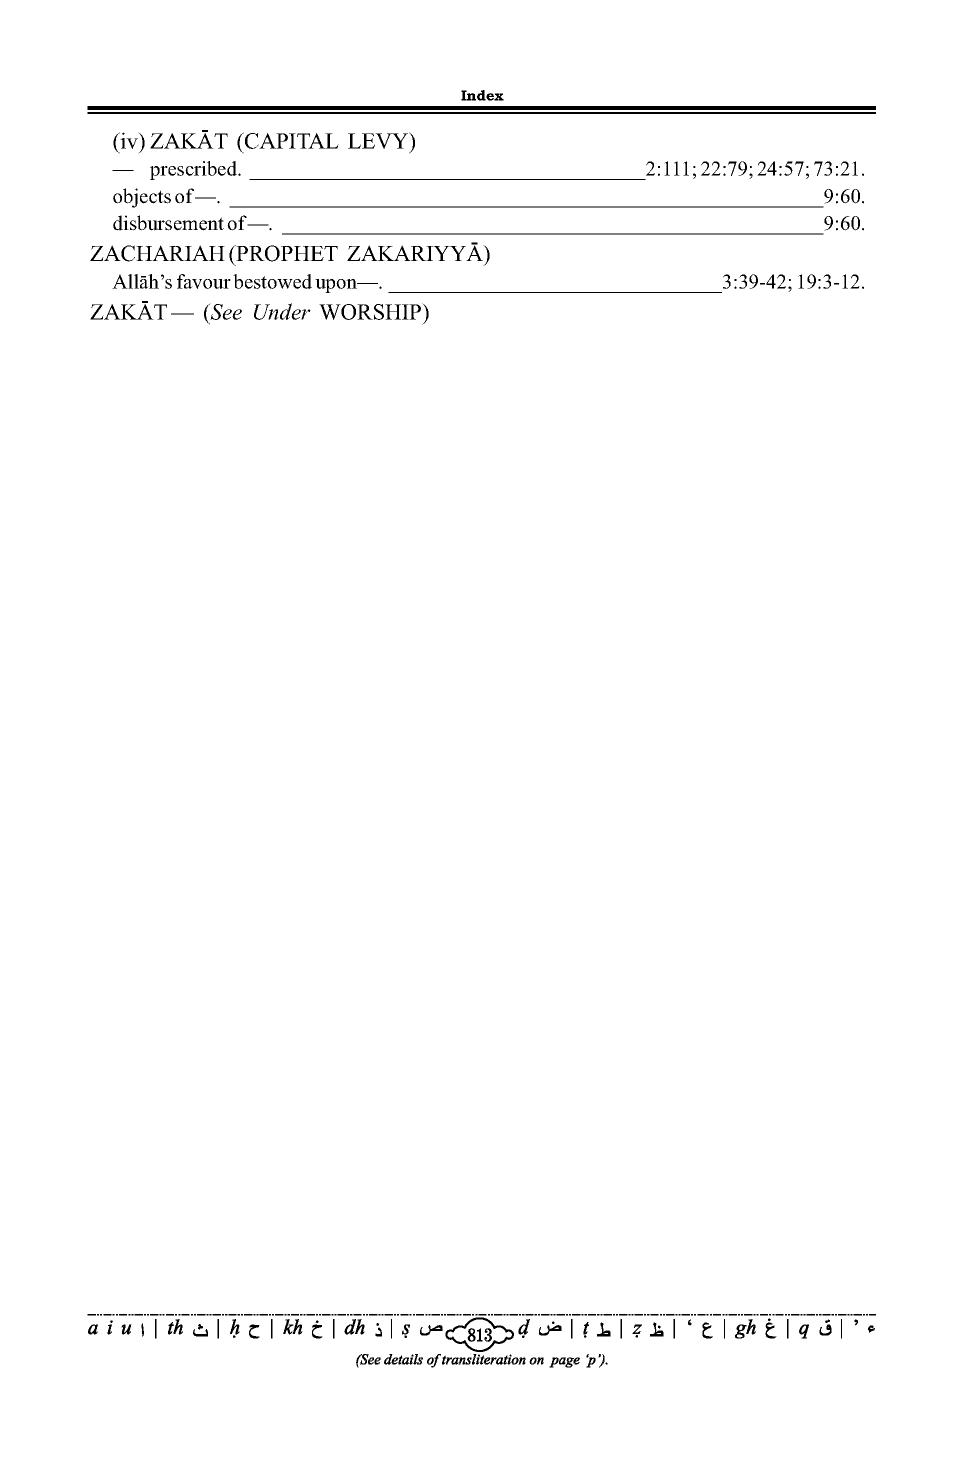 Index
(iv) ZAKĀT (CAPITAL LEVY)
— prescribed. 2:111; 22:79; 24:57; 73:21.
objects of —. 9:60.
disbursement of —. 9:60.
ZACHARIAH (PROPHET ZAKARIYYĀ)
Allāh’s favour bestowed upon—. 3:39-42; 19:3-12.
ZAKĀT — (See Under WORSHIP)
a i u ا | th ث | ḥ ح | kh خ | dh ذ | ṣ ص 813 ḍ ض | ṭ ط | ẓ ظ | ‘ ع | gh غ | q ق | ’ ء
(See details of transliteration on page ‘p’).